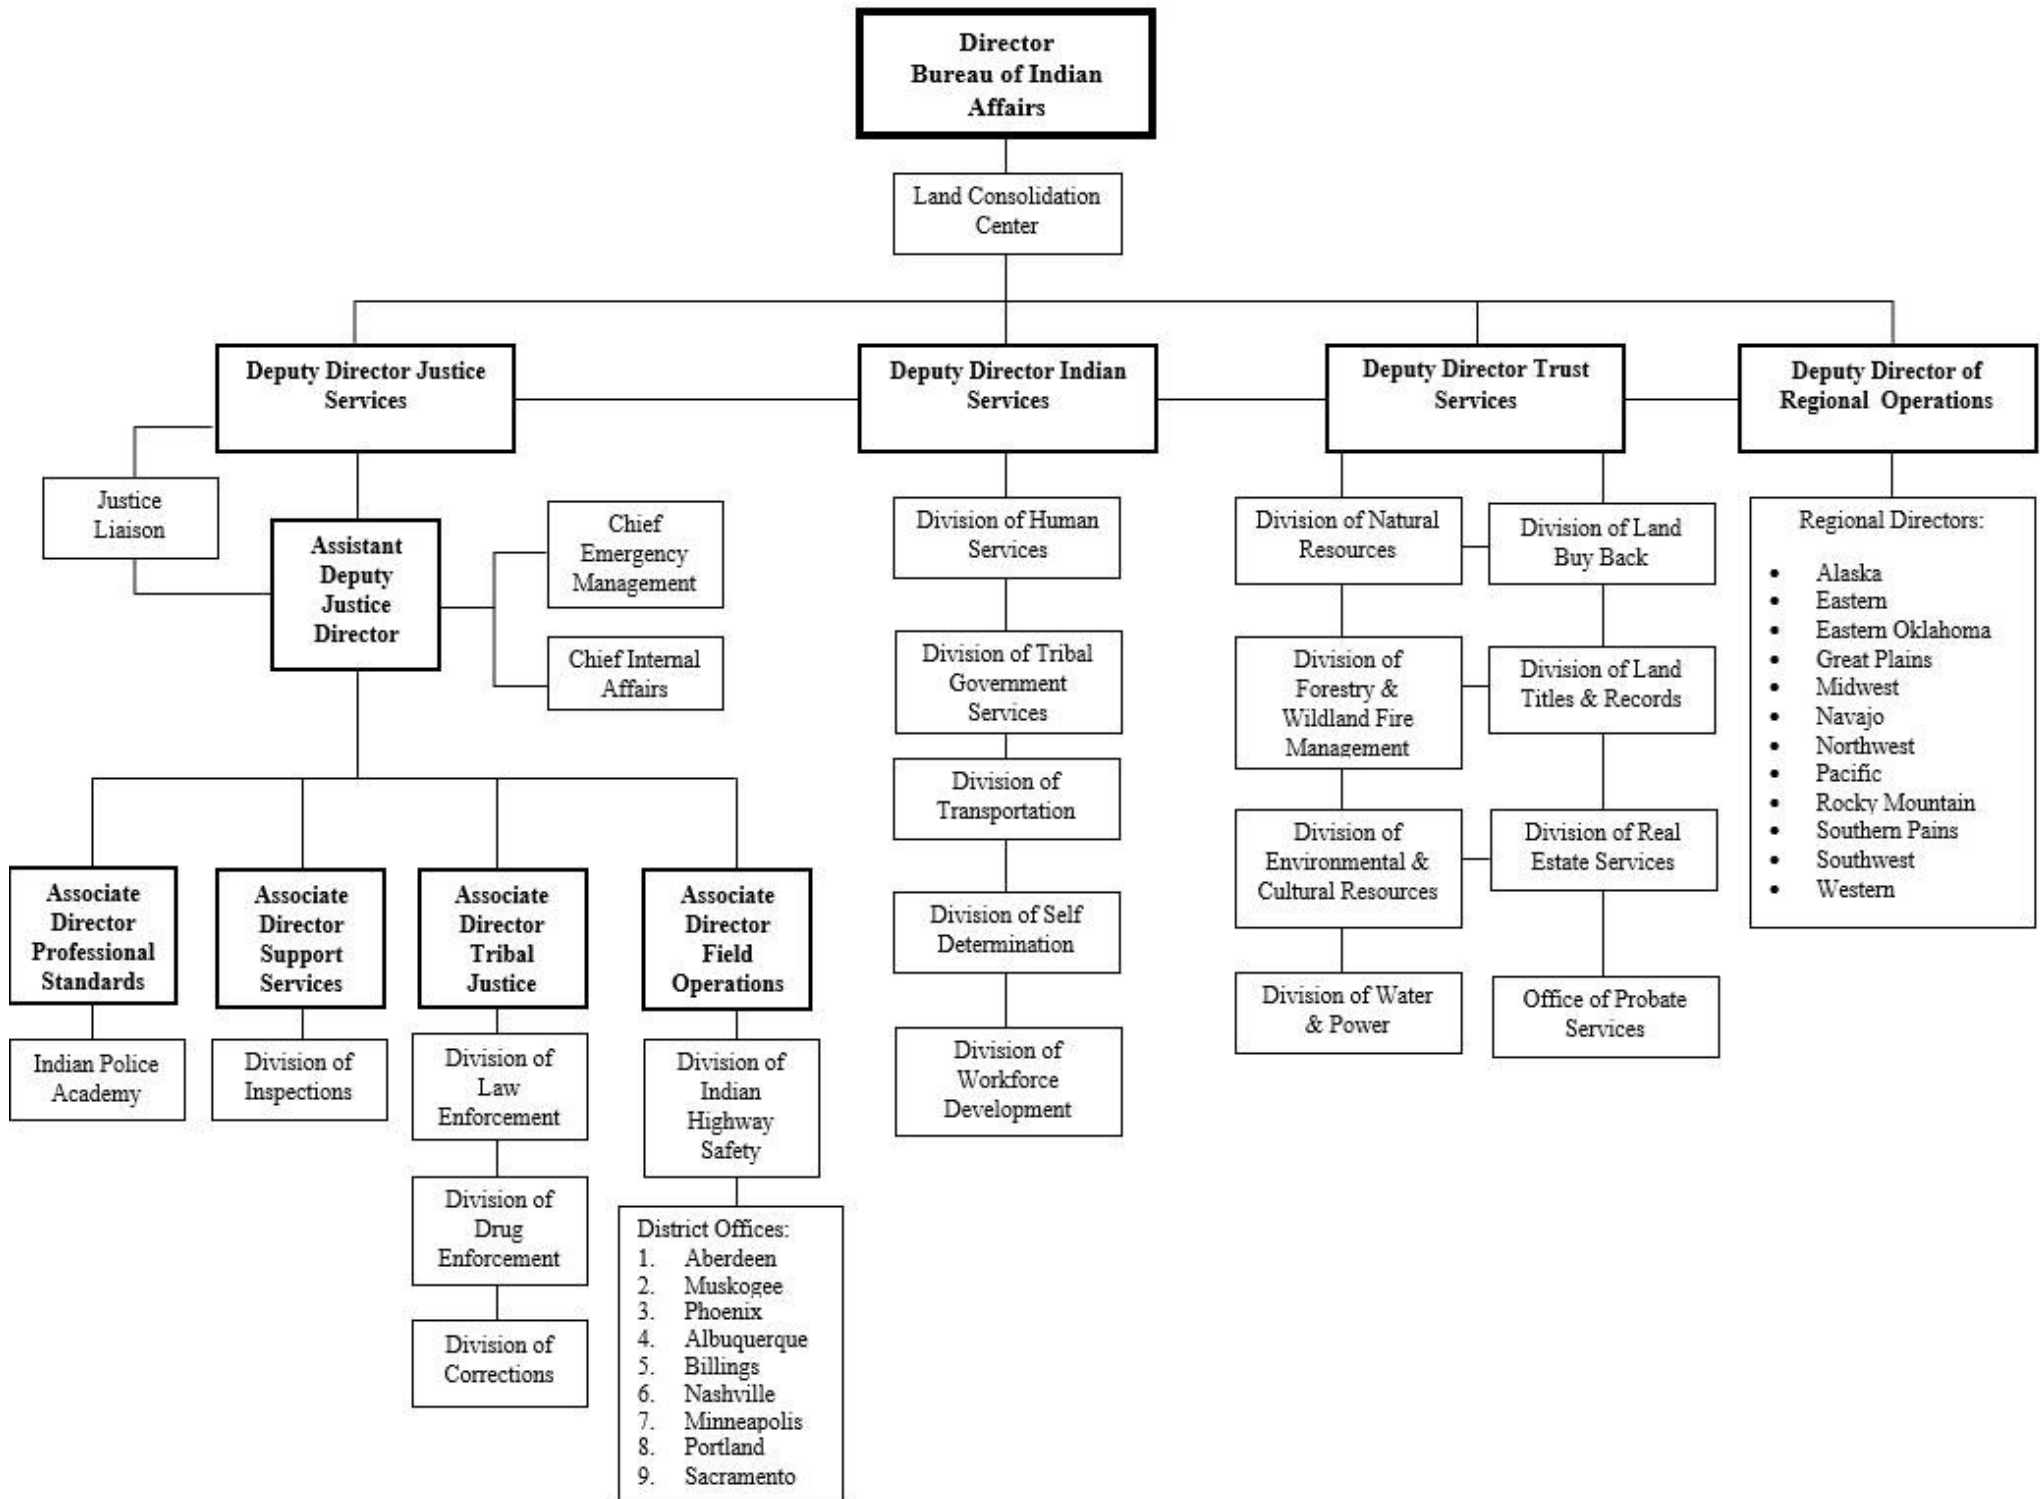 Director
Bureau of Indian
Affairs
Land Consolidation
Center
Deputy Director Justice
Services
Deputy Director Indian
Services
Deputy Director Trust
Services
Deputy Director of
Regional Operations
Justice
Liaison
Assistant
Deputy
Justice
Director
Chief
Emergency
Management
Chief Internal
Affairs
Associate
Director
Professional
Standards
Indian Police
Academy
Associate
Director
Support
Services
Division of
Inspections
Associate
Director
Tribal
Justice
Division of
Law
Enforcement
Division of
Drug
Enforcement
Division of
Corrections
Associate
Director
Field
Operations
Division of
Indian
Highway
Safety
District Offices:
1. Aberdeen
2. Muskogee
3. Phoenix
4. Albuquerque
5. Billings
6. Nashville
7. Minneapolis
8. Portland
9. Sacramento
Division of Human
Services
Division of Tribal
Government
Services
Division of
Transportation
Division of Self
Determination
Division of
Workforce
Development
Division of Natural
Resources
Division of
Forestry &
Wildland Fire
Management
Division of
Environmental &
Cultural Resources
Division of Water
& Power
Division of Land
Buy Back
Division of Land
Titles & Records
Division of Real
Estate Services
Office of Probate
Services
Regional Directors:
• Alaska
• Eastern
• Eastern Oklahoma
• Great Plains
• Midwest
• Navajo
• Northwest
• Pacific
• Rocky Mountain
• Southern Pains
• Southwest
• Western